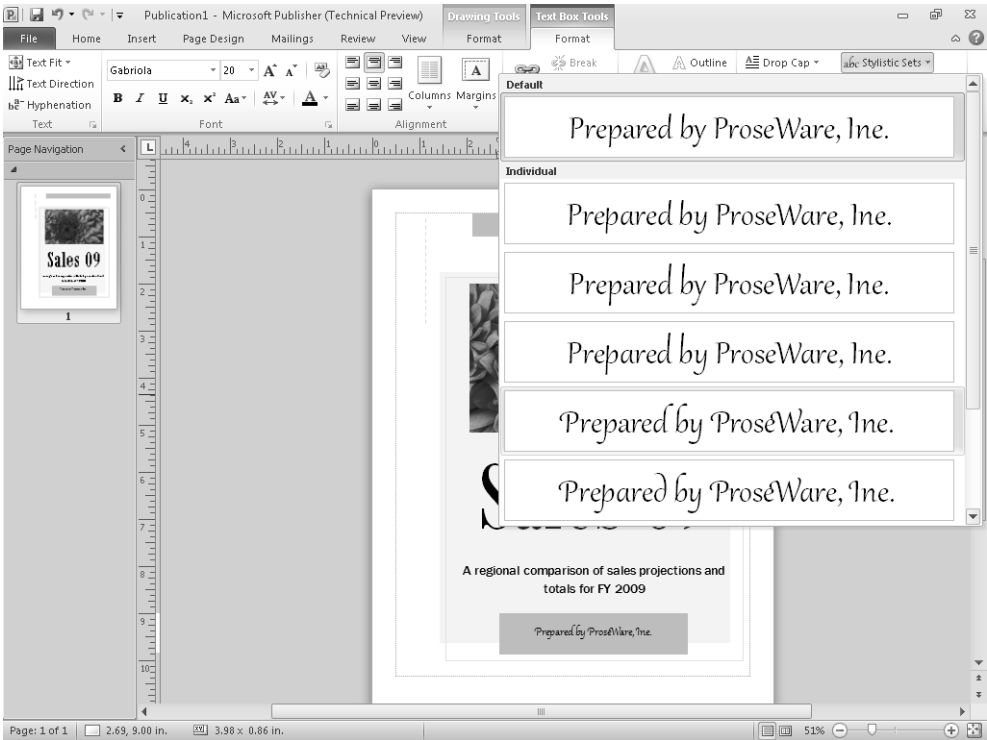 Publication1 - Microsoft Publisher (Technical Preview)
Drawing Tools
Text Box Tools
File
Home
Insert
Page Design
Mailings
Review
View
Format
Format
Text Fit
Text Direction
Hyphenation
Text
Gabriola
20
B I U x₂ x² Aa AV A
Font
Columns
Margins
Alignment
Break
Outline
Drop Cap
Stylistic Sets
Page Navigation
Sales 09
1
Default
Prepared by ProseWare, Inc.
Individual
Prepared by ProseWare, Inc.
Prepared by ProseWare, Inc.
Prepared by ProseWare, Inc.
Prepared by ProseWare, Inc.
Prepared by ProseWare, Inc.
A regional comparison of sales projections and
totals for FY 2009
Prepared by ProseWare, Inc.
Page: 1 of 1
2.69, 9.00 in.
3.98 x 0.86 in.
51%